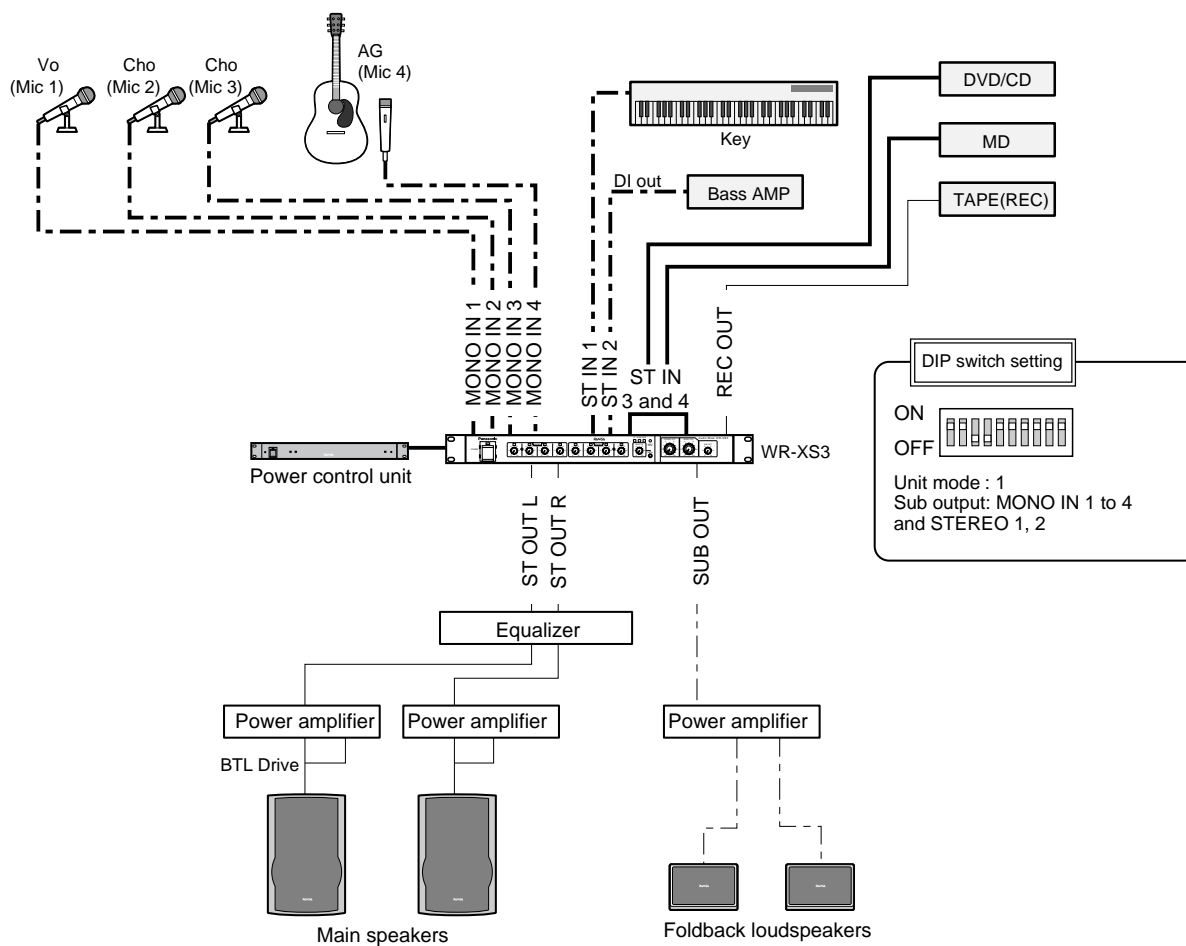 Vo
(Mic 1)
Cho
(Mic 2)
Cho
(Mic 3)
AG
(Mic 4)
Key
DI out
Bass AMP
DVD/CD
MD
TAPE(REC)
MONO IN 1
MONO IN 2
MONO IN 3
MONO IN 4
ST IN 1
ST IN 2
ST IN
3 and 4
REC OUT
DIP switch setting
ON
OFF
Unit mode : 1
Sub output: MONO IN 1 to 4
and STEREO 1, 2
Panasonic
WR-XS3
Power control unit
ST OUT L
ST OUT R
SUB OUT
Equalizer
Power amplifier
Power amplifier
Power amplifier
BTL Drive
Main speakers
Foldback loudspeakers